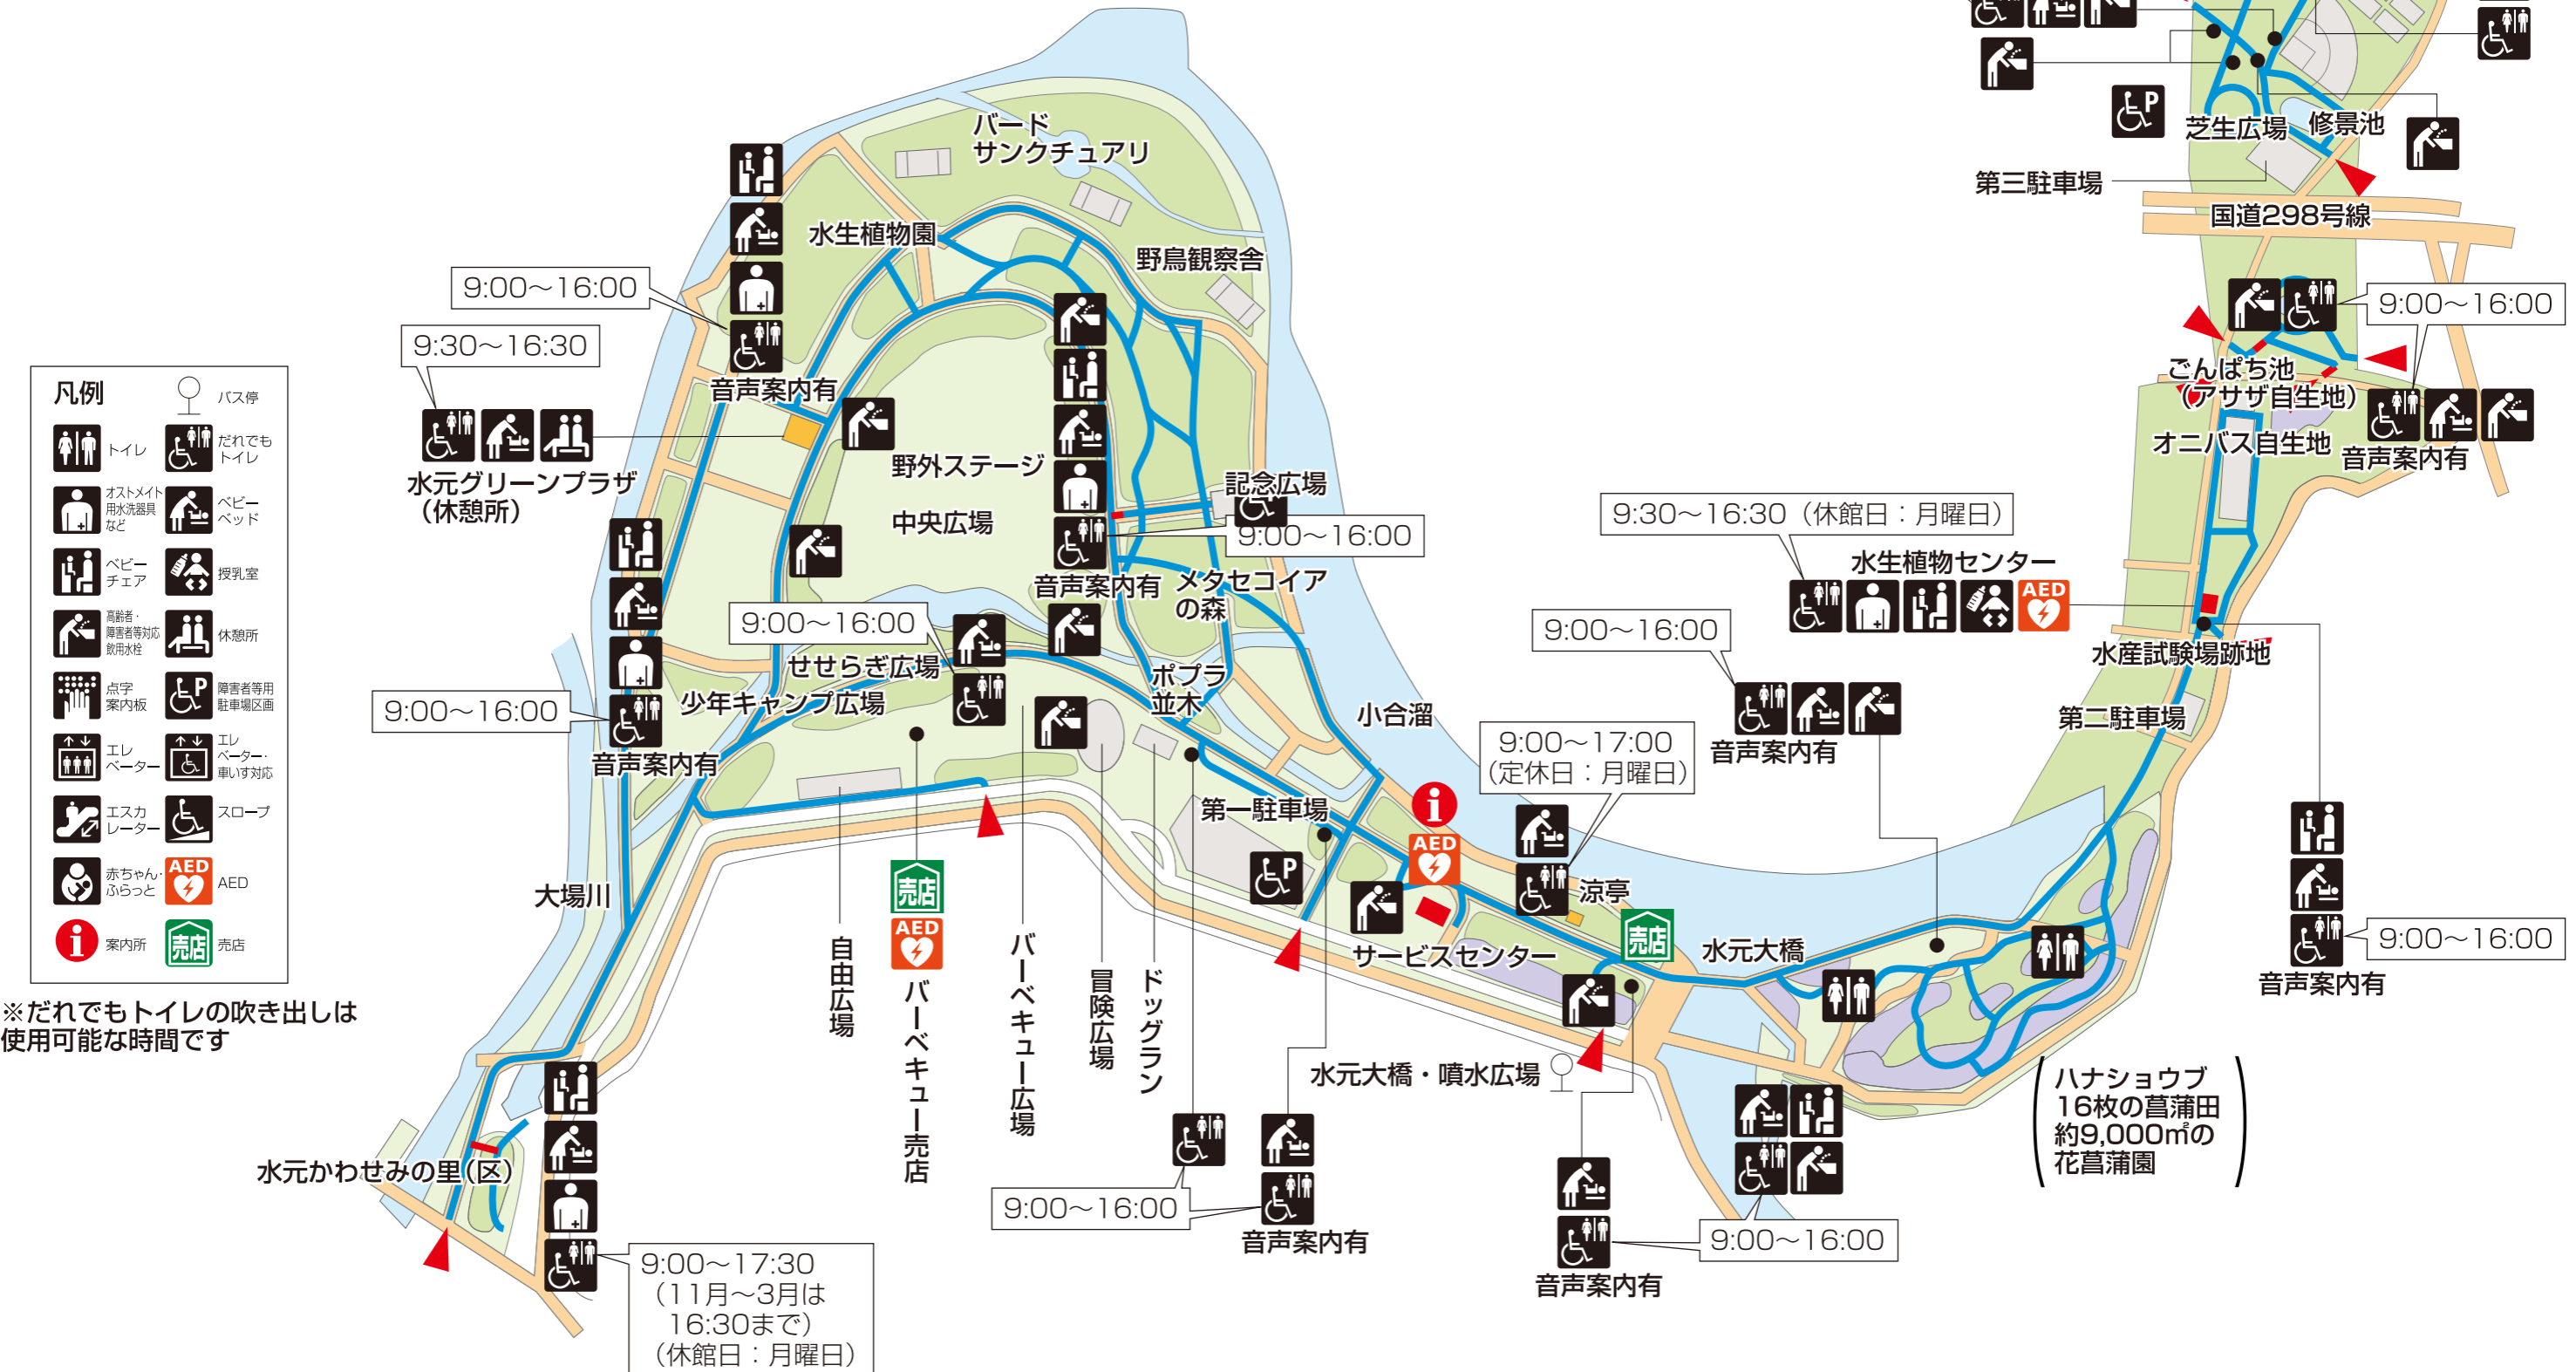 凡例
バス停
トイレ
だれでも
トイレ
オストメイト
用水洗器具
など
ベビー
ベッド
ベビー
チェア
授乳室
高齢者・
障害者等対応
飲用水栓
休憩所
点字
案内板
P
障害者等用
駐車場区画
エレ
ベーター
エレ
ベーター・
車いす対応
エスカ
レーター
スロープ
赤ちゃん・
ふらっと
AED
AED
i
案内所
売店
売店
※だれでもトイレの吹き出しは
使用可能な時間です
バード
サンクチュアリ
水生植物園
野鳥観察舎
9:00〜16:00
9:30〜16:30
音声案内有
水元グリーンプラザ
（休憩所）
野外ステージ
中央広場
記念広場
9:00〜16:00
音声案内有
メタセコイア
の森
9:00〜16:00
せせらぎ広場
少年キャンプ広場
ポプラ
並木
9:00〜16:00
音声案内有
小合溜
大場川
第一駐車場
P
自由広場
売店
AED
バーベキュー売店
バーベキュー広場
冒険広場
ドッグラン
i
AED
サービスセンター
9:00〜17:00
（定休日：月曜日）
涼亭
売店
水元大橋
水元大橋・噴水広場
水元かわせみの里（区）
9:00〜17:30
（11月〜3月は
16:30まで）
（休館日：月曜日）
9:00〜16:00
音声案内有
音声案内有
9:00〜16:00
ハナショウブ
16枚の菖蒲田
約9,000㎡の
花菖蒲園
9:00〜16:00
音声案内有
9:30〜16:30（休館日：月曜日）
水生植物センター
AED
水産試験場跡地
第二駐車場
9:00〜16:00
音声案内有
P
芝生広場
修景池
第三駐車場
国道298号線
9:00〜16:00
ごんぱち池
（アサザ自生地）
オニバス自生地
音声案内有